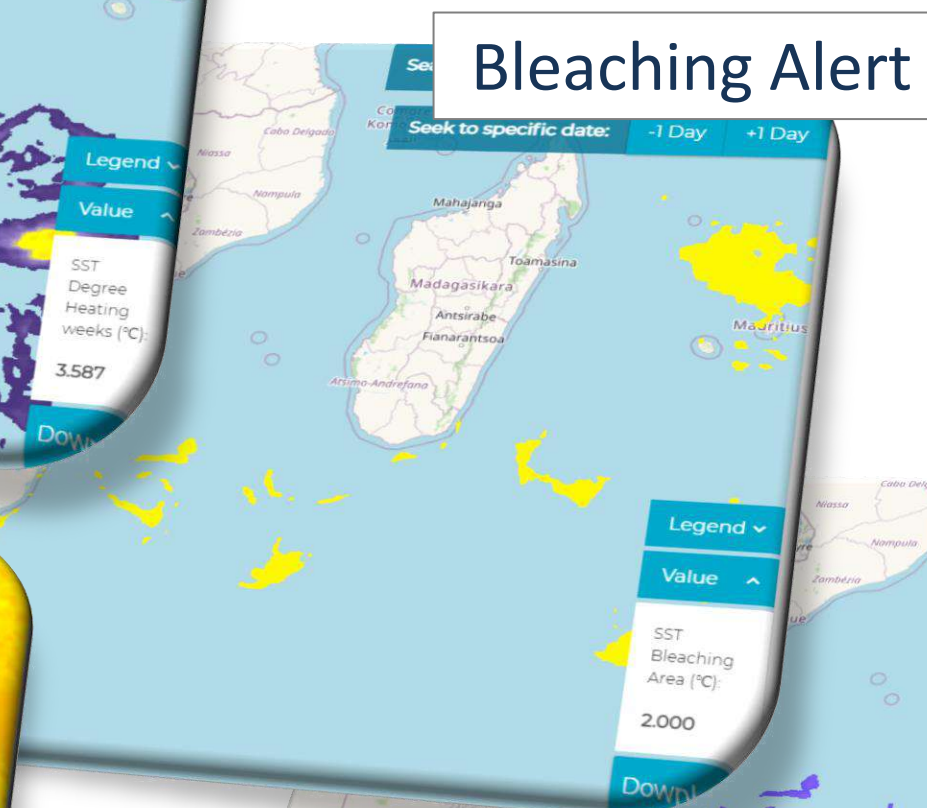 Bleaching Alert
Seek to specific date:
-1 Day
+1 Day
Cabo Delgado
Niassa
Nampula
Zambézia
Mahajanga
Toamasina
Madagasikara
Antsirabe
Fianarantsoa
Atsimo-Andrefana
Mauritius
Legend
Value
SST
Degree
Heating
weeks (°C):
3.587
Legend
Value
SST
Bleaching
Area (°C):
2.000
Niassa
Nampula
Zambézia